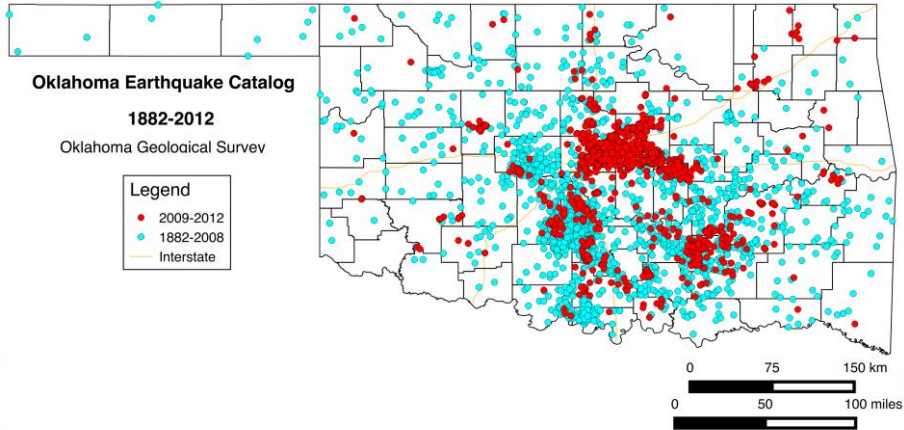 Oklahoma Earthquake Catalog
1882-2012
Oklahoma Geological Survey
Legend
2009-2012
1882-2008
Interstate
0 75 150 km
0 50 100 miles